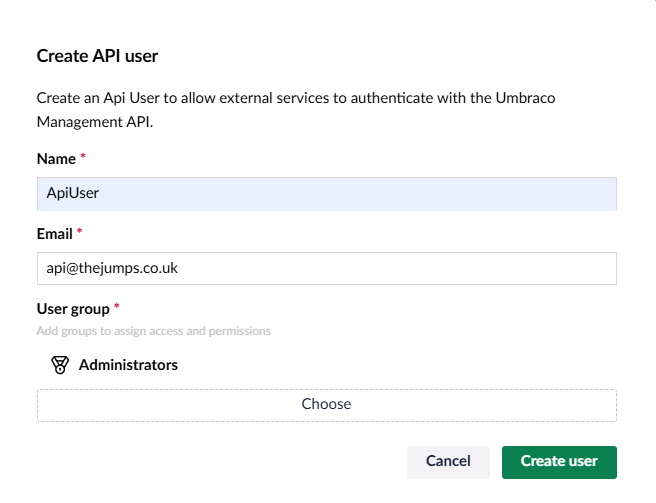 Create API user
Create an Api User to allow external services to authenticate with the Umbraco
Management API.
Name *
ApiUser
Email *
api@thejumps.co.uk
User group *
Add groups to assign access and permissions
Administrators
Choose
Cancel
Create user